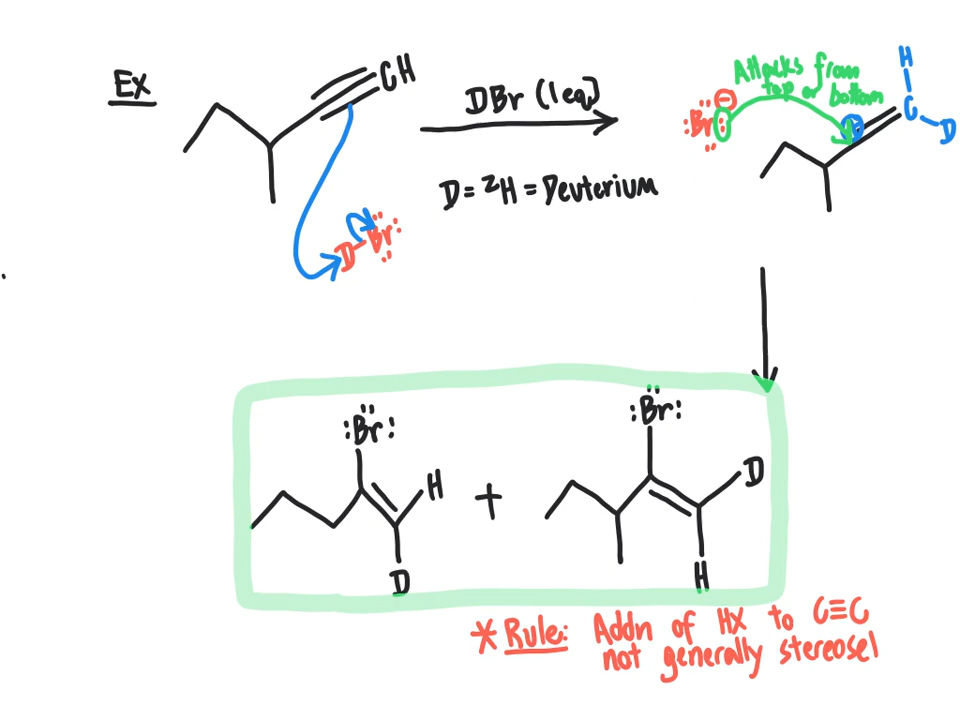 Ex
CH
DBr (1eq)
D = ²H = Deuterium
D-Br:
Attacks from
top or bottom
:Br: ⊖
⊕
H
C
D
:Br:
H
D
+
:Br:
D
H
* Rule: Addn of HX to C≡C
not generally stereosel